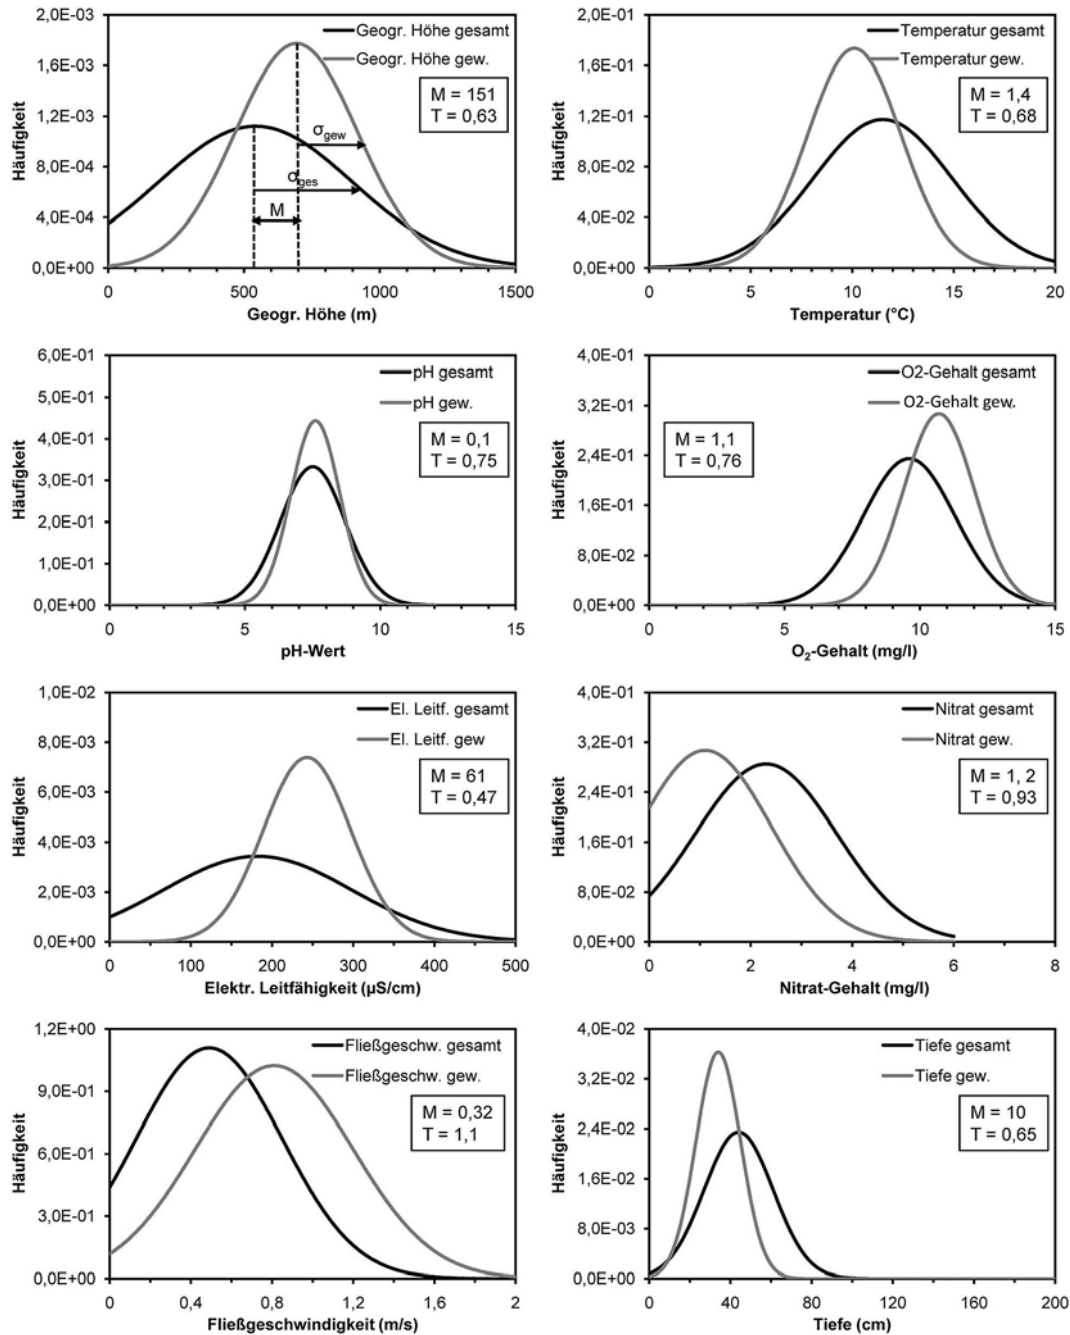 2,0E-03
1,6E-03
1,2E-03
8,0E-04
4,0E-04
0,0E+00
Häufigkeit
Geogr. Höhe gesamt
Geogr. Höhe gew.
M = 151
T = 0,63
σgew
σges
M
0 500 1000 1500
Geogr. Höhe (m)
2,0E-01
1,6E-01
1,2E-01
8,0E-02
4,0E-02
0,0E+00
Häufigkeit
Temperatur gesamt
Temperatur gew.
M = 1,4
T = 0,68
0 5 10 15 20
Temperatur (°C)
6,0E-01
5,0E-01
4,0E-01
3,0E-01
2,0E-01
1,0E-01
0,0E+00
Häufigkeit
pH gesamt
pH gew.
M = 0,1
T = 0,75
0 5 10 15
pH-Wert
4,0E-01
3,2E-01
2,4E-01
1,6E-01
8,0E-02
0,0E+00
Häufigkeit
O2-Gehalt gesamt
O2-Gehalt gew.
M = 1,1
T = 0,76
0 5 10 15
O₂-Gehalt (mg/l)
1,0E-02
8,0E-03
6,0E-03
4,0E-03
2,0E-03
0,0E+00
Häufigkeit
El. Leitf. gesamt
El. Leitf. gew
M = 61
T = 0,47
0 100 200 300 400 500
Elektr. Leitfähigkeit (µS/cm)
4,0E-01
3,2E-01
2,4E-01
1,6E-01
8,0E-02
0,0E+00
Häufigkeit
Nitrat gesamt
Nitrat gew.
M = 1, 2
T = 0,93
0 2 4 6 8
Nitrat-Gehalt (mg/l)
1,2E+00
9,0E-01
6,0E-01
3,0E-01
0,0E+00
Häufigkeit
Fließgeschw. gesamt
Fließgeschw. gew.
M = 0,32
T = 1,1
0 0,4 0,8 1,2 1,6 2
Fließgeschwindigkeit (m/s)
4,0E-02
3,2E-02
2,4E-02
1,6E-02
8,0E-03
0,0E+00
Häufigkeit
Tiefe gesamt
Tiefe gew.
M = 10
T = 0,65
0 40 80 120 160 200
Tiefe (cm)